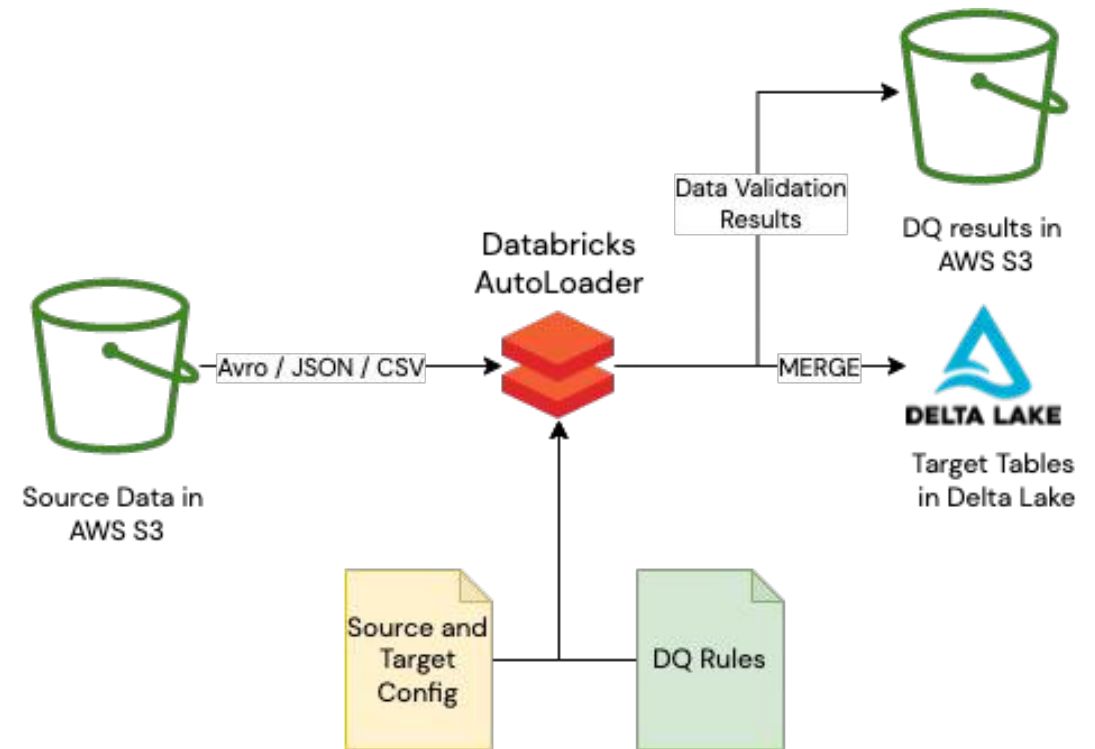 Data Validation
Results
DQ results in
AWS S3
Databricks
AutoLoader
Avro / JSON / CSV
MERGE
DELTA LAKE
Target Tables
in Delta Lake
Source Data in
AWS S3
Source and
Target
Config
DQ Rules